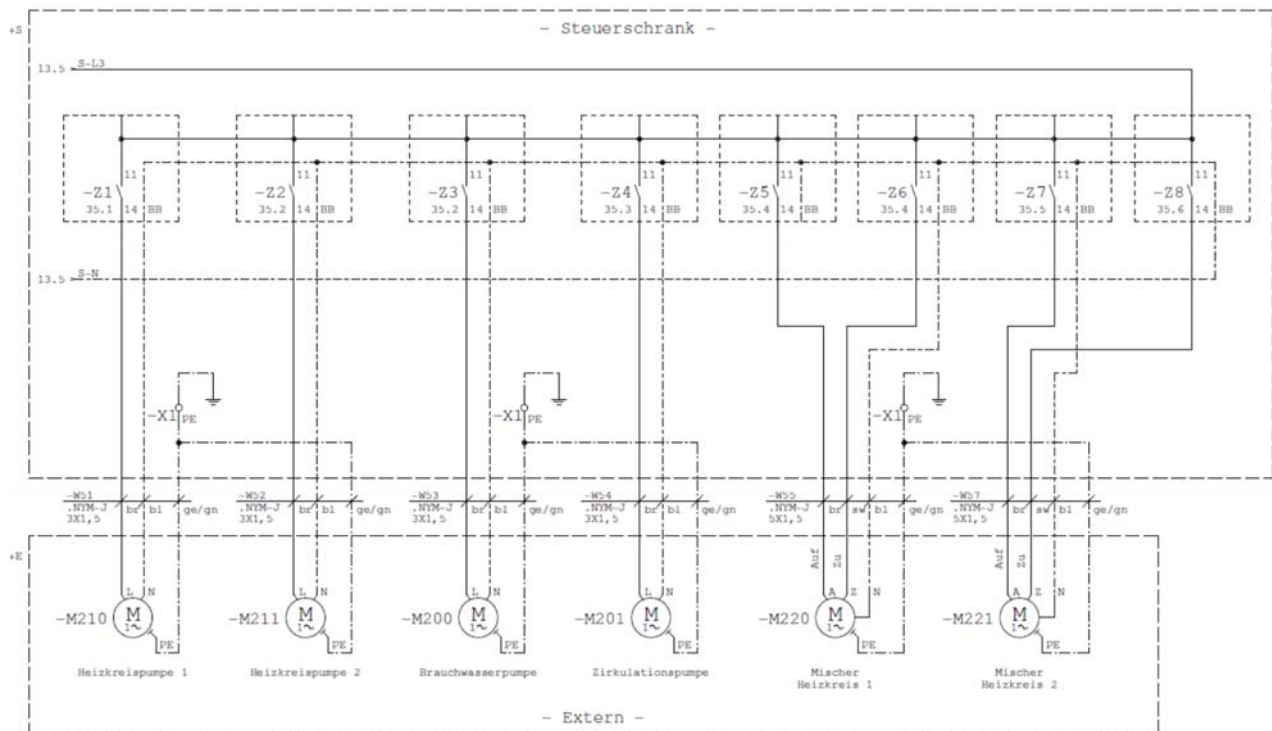 +S
- Steuerschrank -
13.5 S-L3
11 11 11 11 11 11 11 11
-Z1 -Z2 -Z3 -Z4 -Z5 -Z6 -Z7 -Z8
35.1 14 BB 35.2 14 BB 35.2 14 BB 35.3 14 BB 35.4 14 BB 35.4 14 BB 35.5 14 BB 35.6 14 BB
13.5 S-N
-X1 PE -X1 PE -X1 PE
-W51 -W52 -W53 -W54 -W55 -W57
.NYM-J br bl ge/gn .NYM-J br bl ge/gn .NYM-J br bl ge/gn .NYM-J br bl ge/gn .NYM-J br sw bl ge/gn .NYM-J br sw bl ge/gn
3X1,5 3X1,5 3X1,5 3X1,5 5X1,5 5X1,5
+E
Auf Zu Auf Zu
L N L N L N L N A Z N A Z N
-M210 M -M211 M -M200 M -M201 M -M220 M -M221 M
1~ 1~ 1~ 1~ 1~ 1~
PE PE PE PE PE PE
Heizkreispumpe 1 Heizkreispumpe 2 Brauchwasserpumpe Zirkulationspumpe Mischer Mischer
Heizkreis 1 Heizkreis 2
- Extern -